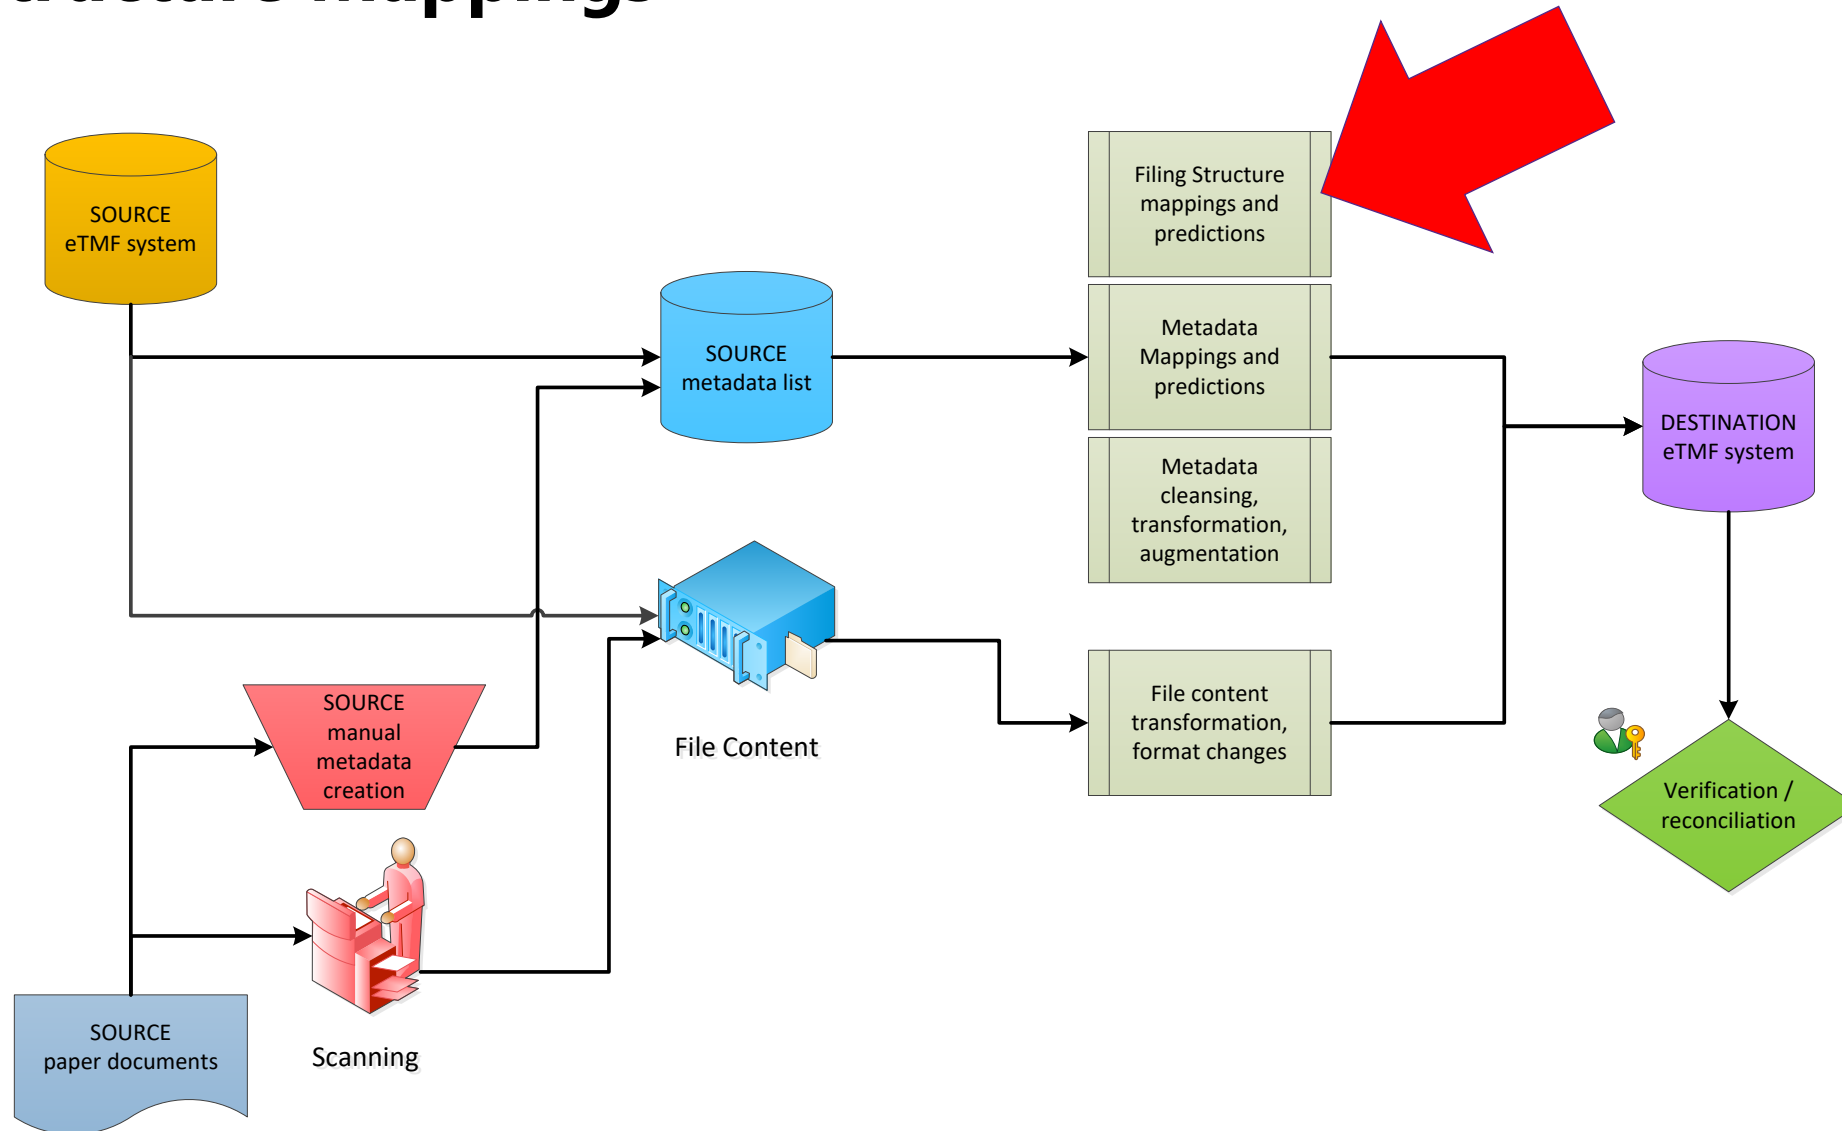 ructure mappings
SOURCE
eTMF system
SOURCE
metadata list
Filing Structure
mappings and
predictions
Metadata
Mappings and
predictions
Metadata
cleansing,
transformation,
augmentation
DESTINATION
eTMF system
SOURCE
manual
metadata
creation
File Content
File content
transformation,
format changes
Verification /
reconciliation
Scanning
SOURCE
paper documents